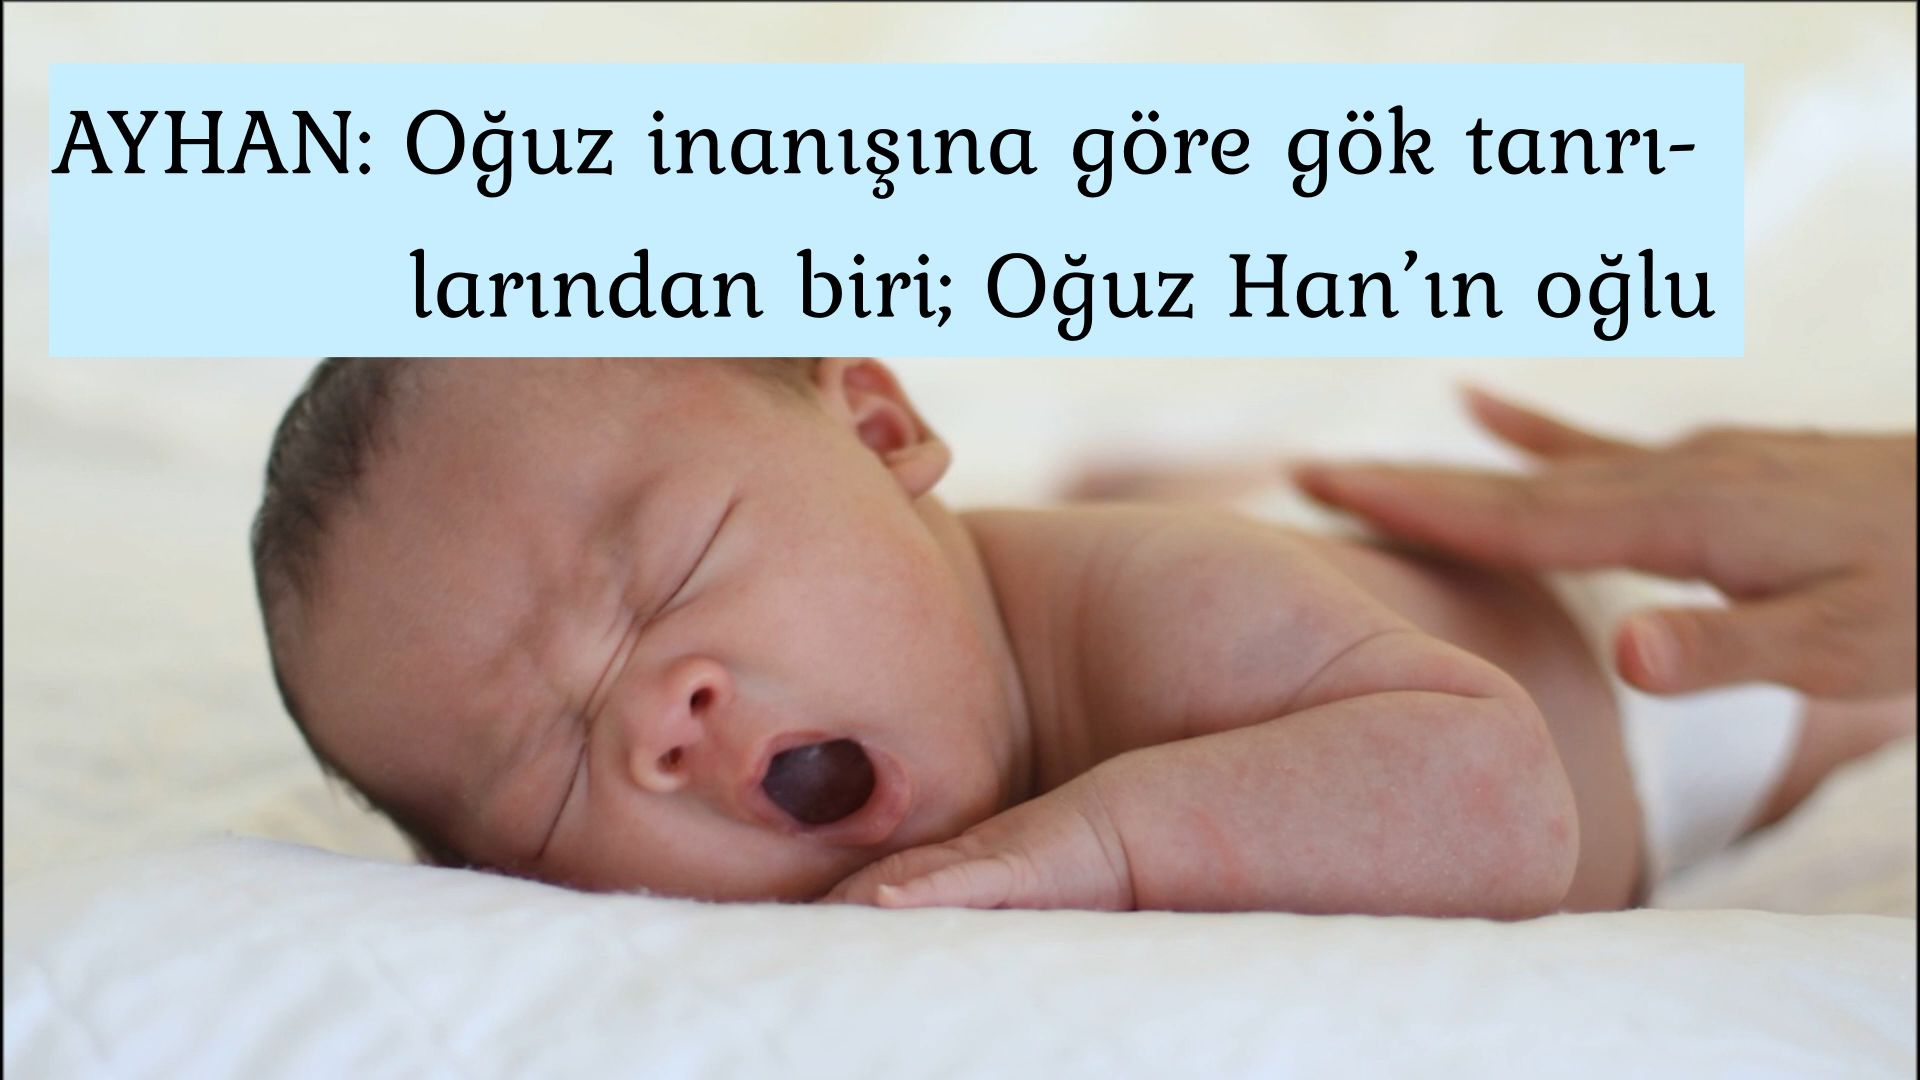 AYHAN: Oğuz inanışına göre gök tanrı-
larından biri; Oğuz Han’ın oğlu